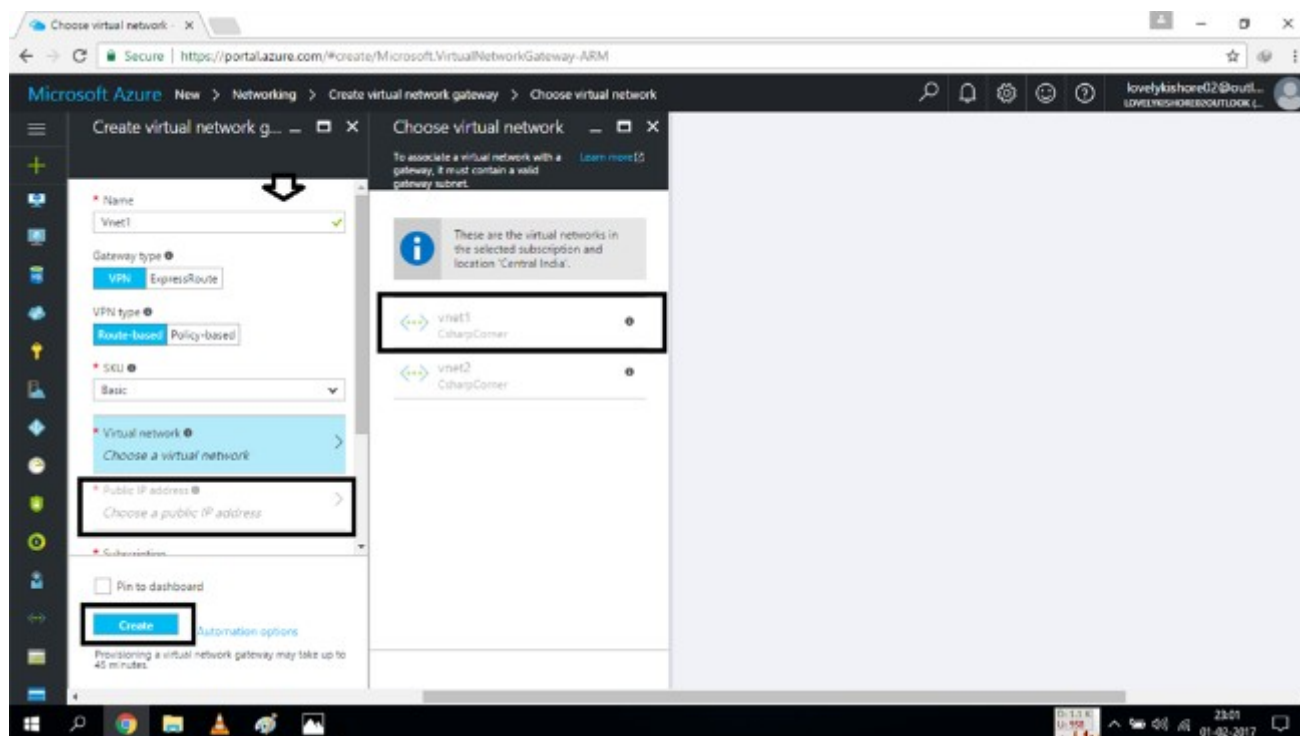 Choose virtual network -
Secure | https://portal.azure.com/#create/Microsoft.VirtualNetworkGateway-ARM
Microsoft Azure New > Networking > Create virtual network gateway > Choose virtual network
lovelykishore02@outl...
LOVELYKISHORE02OUTLOOK (...
Create virtual network g...
* Name
Vnet1
Gateway type
VPN ExpressRoute
VPN type
Route-based Policy-based
* SKU
Basic
* Virtual network
Choose a virtual network
* Public IP address
Choose a public IP address
* Subscription
Pin to dashboard
Create
Automation options
Provisioning a virtual network gateway may take up to
45 minutes.
Choose virtual network
To associate a virtual network with a
gateway, it must contain a valid
gateway subnet.
Learn more
These are the virtual networks in
the selected subscription and
location 'Central India'.
vnet1
CsharpCorner
vnet2
CsharpCorner
23:01
01-02-2017